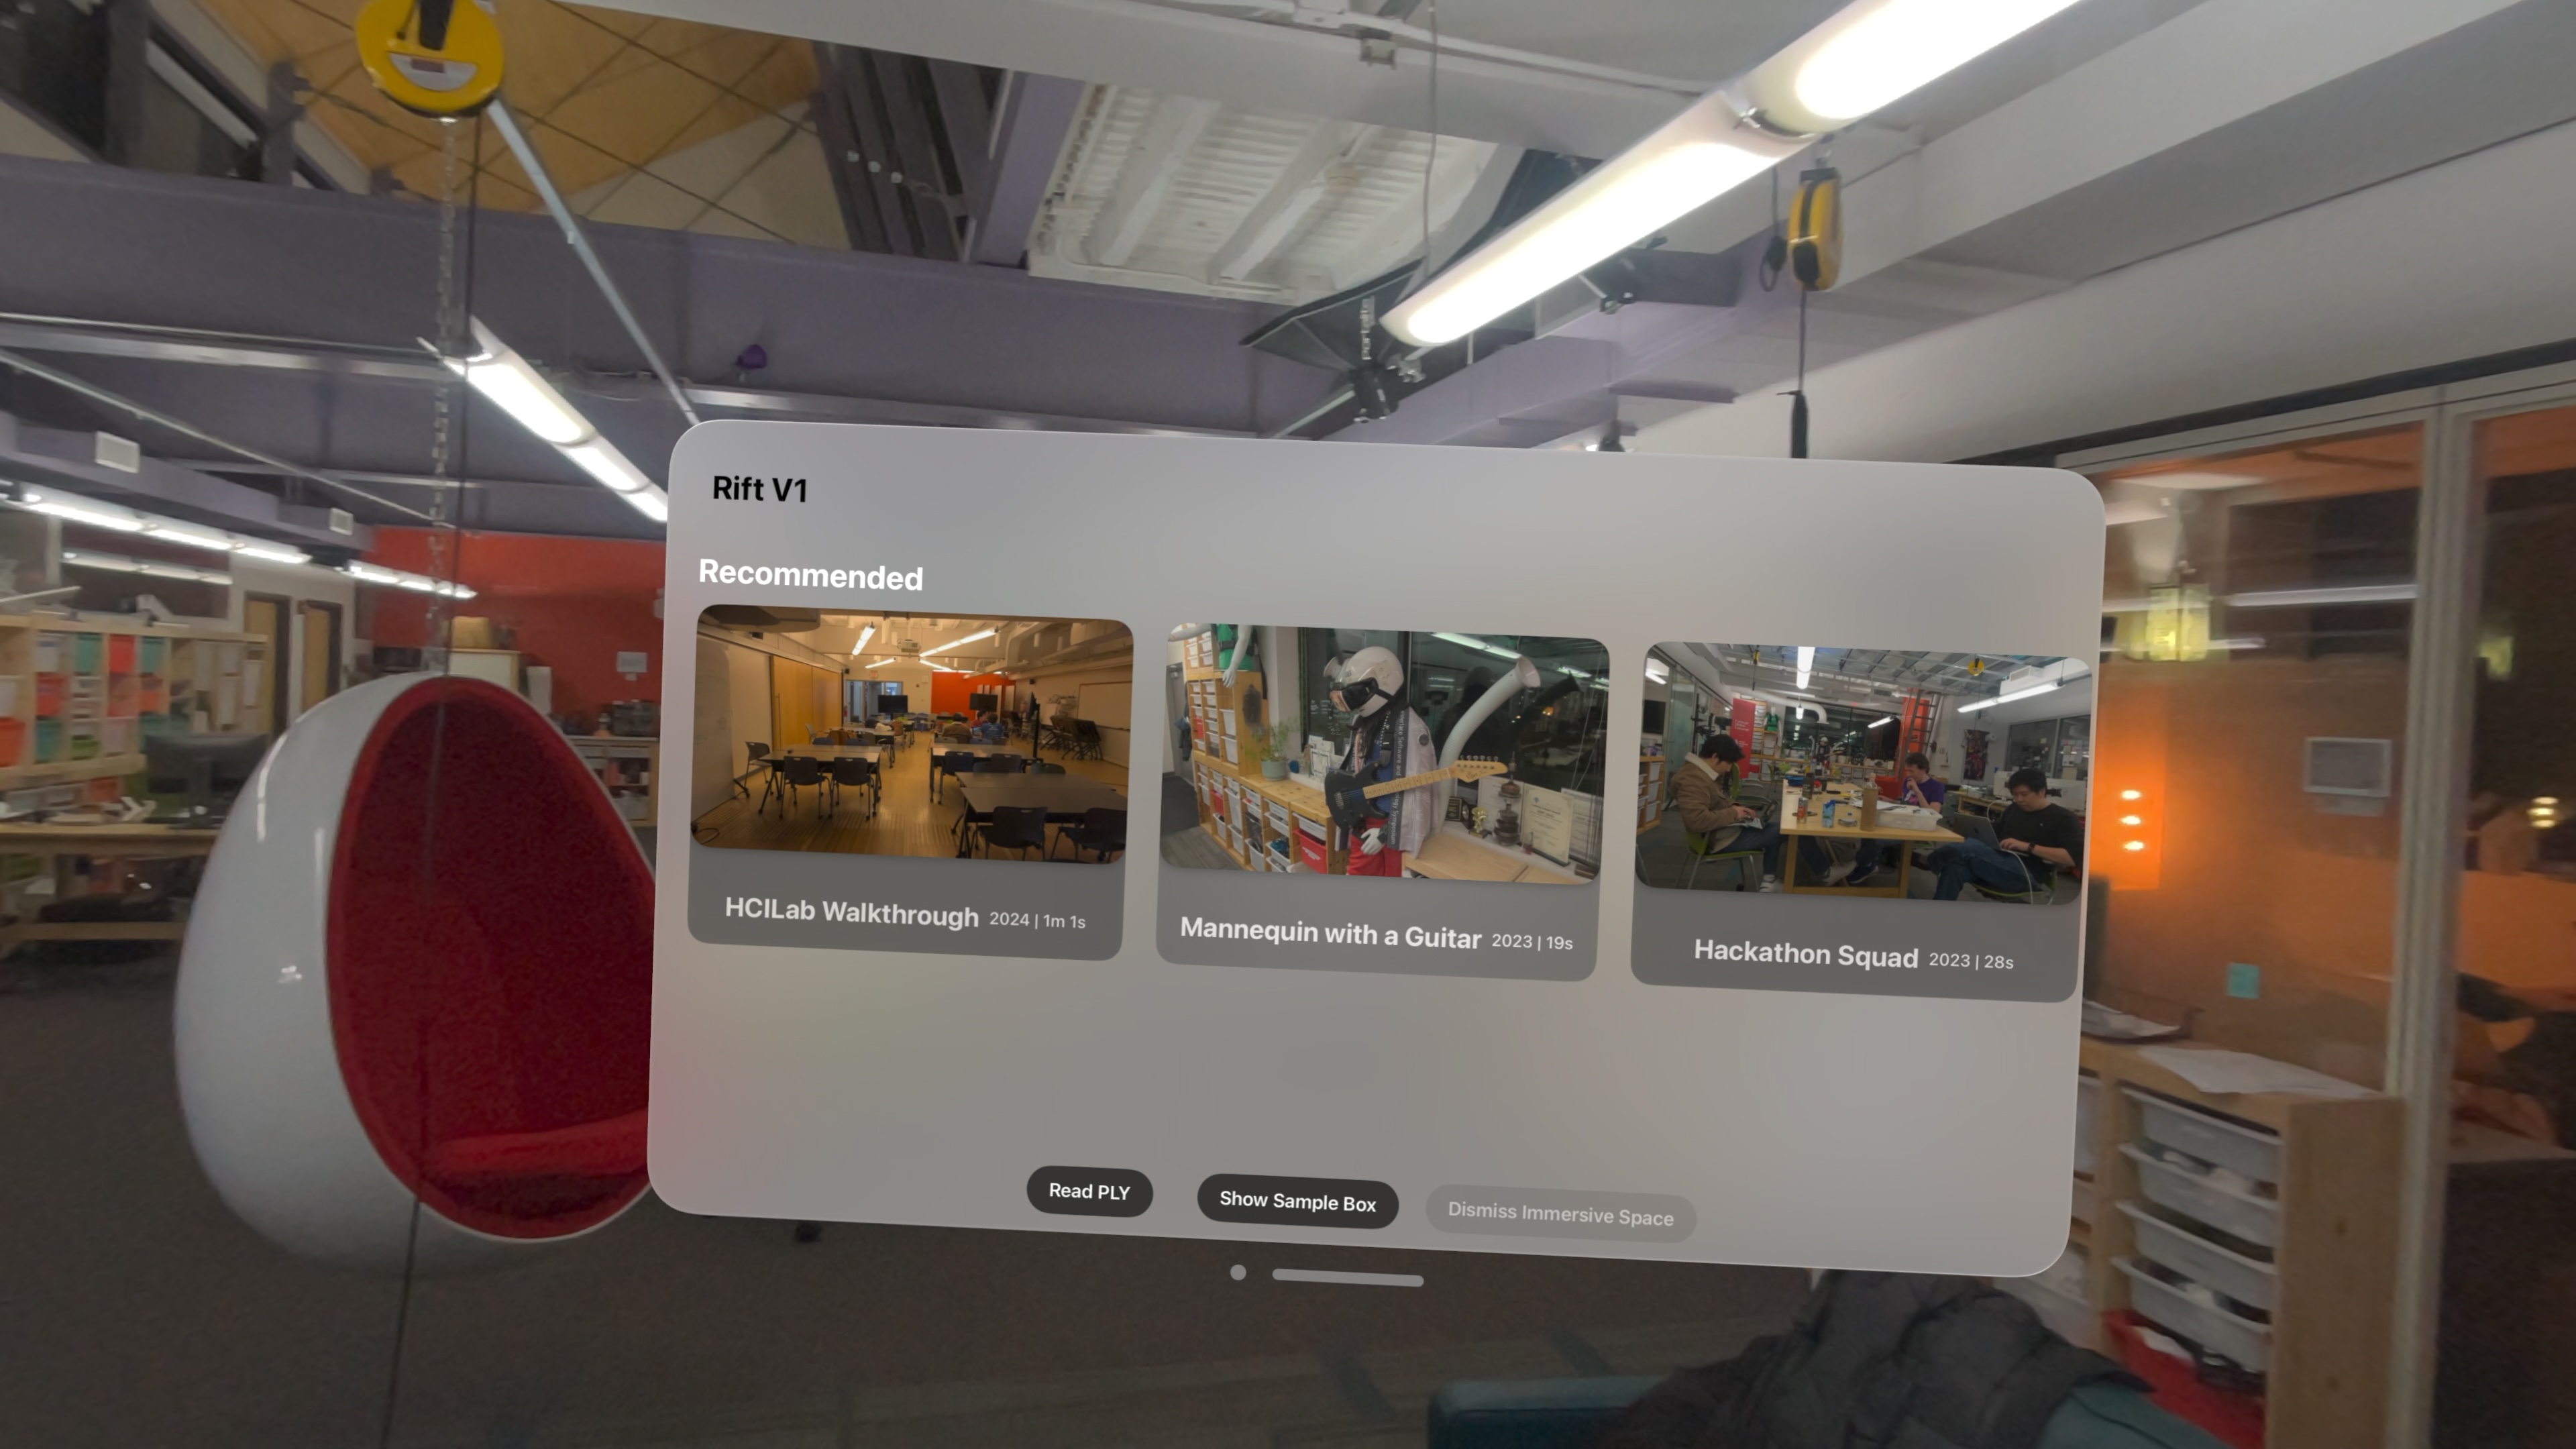 Rift V1
Recommended
HCILab Walkthrough 2024 | 1m 1s
Mannequin with a Guitar 2023 | 19s
Hackathon Squad 2023 | 28s
Read PLY
Show Sample Box
Dismiss Immersive Space